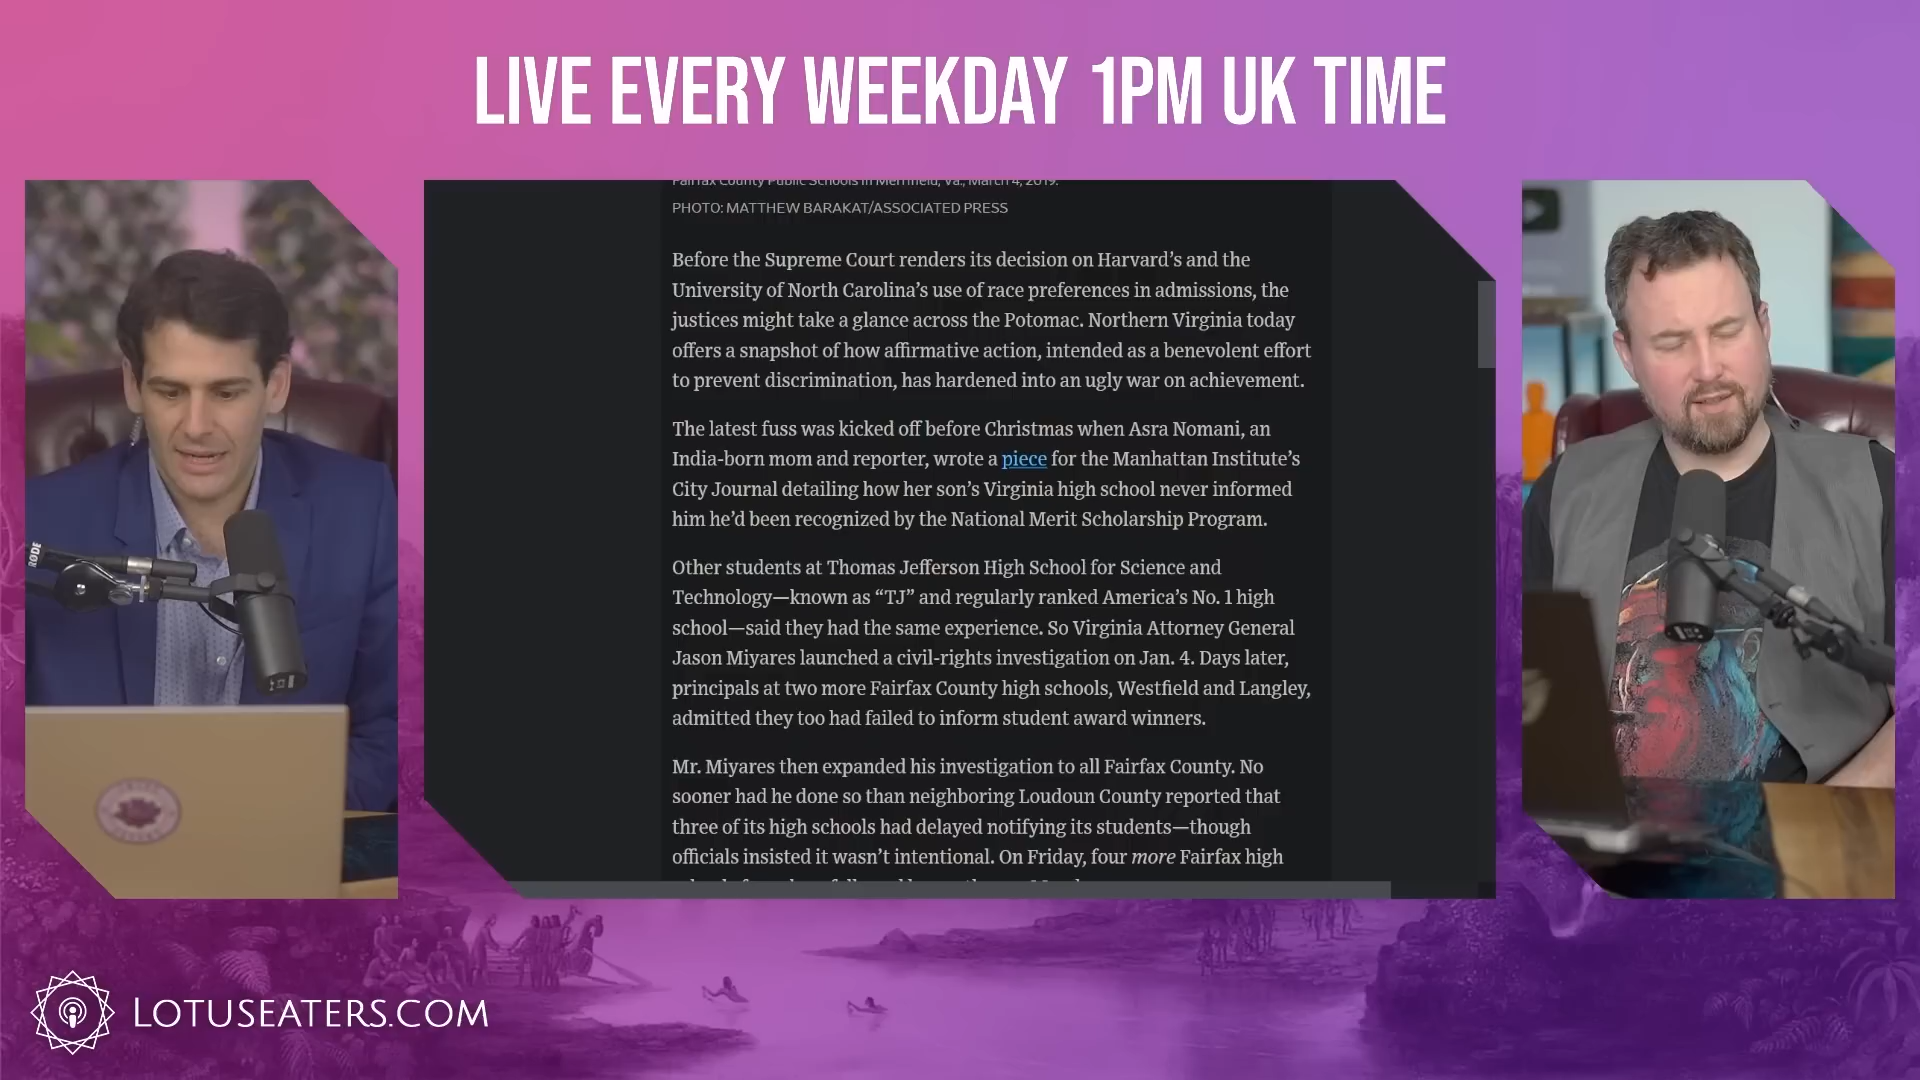 LIVE EVERY WEEKDAY 1PM UK TIME
Fairfax County Public Schools in Merrifield, Va., March 4, 2019.
PHOTO: MATTHEW BARAKAT/ASSOCIATED PRESS
Before the Supreme Court renders its decision on Harvard’s and the
University of North Carolina’s use of race preferences in admissions, the
justices might take a glance across the Potomac. Northern Virginia today
offers a snapshot of how affirmative action, intended as a benevolent effort
to prevent discrimination, has hardened into an ugly war on achievement.
The latest fuss was kicked off before Christmas when Asra Nomani, an
India-born mom and reporter, wrote a piece for the Manhattan Institute’s
City Journal detailing how her son’s Virginia high school never informed
him he’d been recognized by the National Merit Scholarship Program.
Other students at Thomas Jefferson High School for Science and
Technology—known as “TJ” and regularly ranked America’s No. 1 high
school—said they had the same experience. So Virginia Attorney General
Jason Miyares launched a civil-rights investigation on Jan. 4. Days later,
principals at two more Fairfax County high schools, Westfield and Langley,
admitted they too had failed to inform student award winners.
Mr. Miyares then expanded his investigation to all Fairfax County. No
sooner had he done so than neighboring Loudoun County reported that
three of its high schools had delayed notifying its students—though
officials insisted it wasn’t intentional. On Friday, four more Fairfax high
RODE
LOTUSEATERS.COM